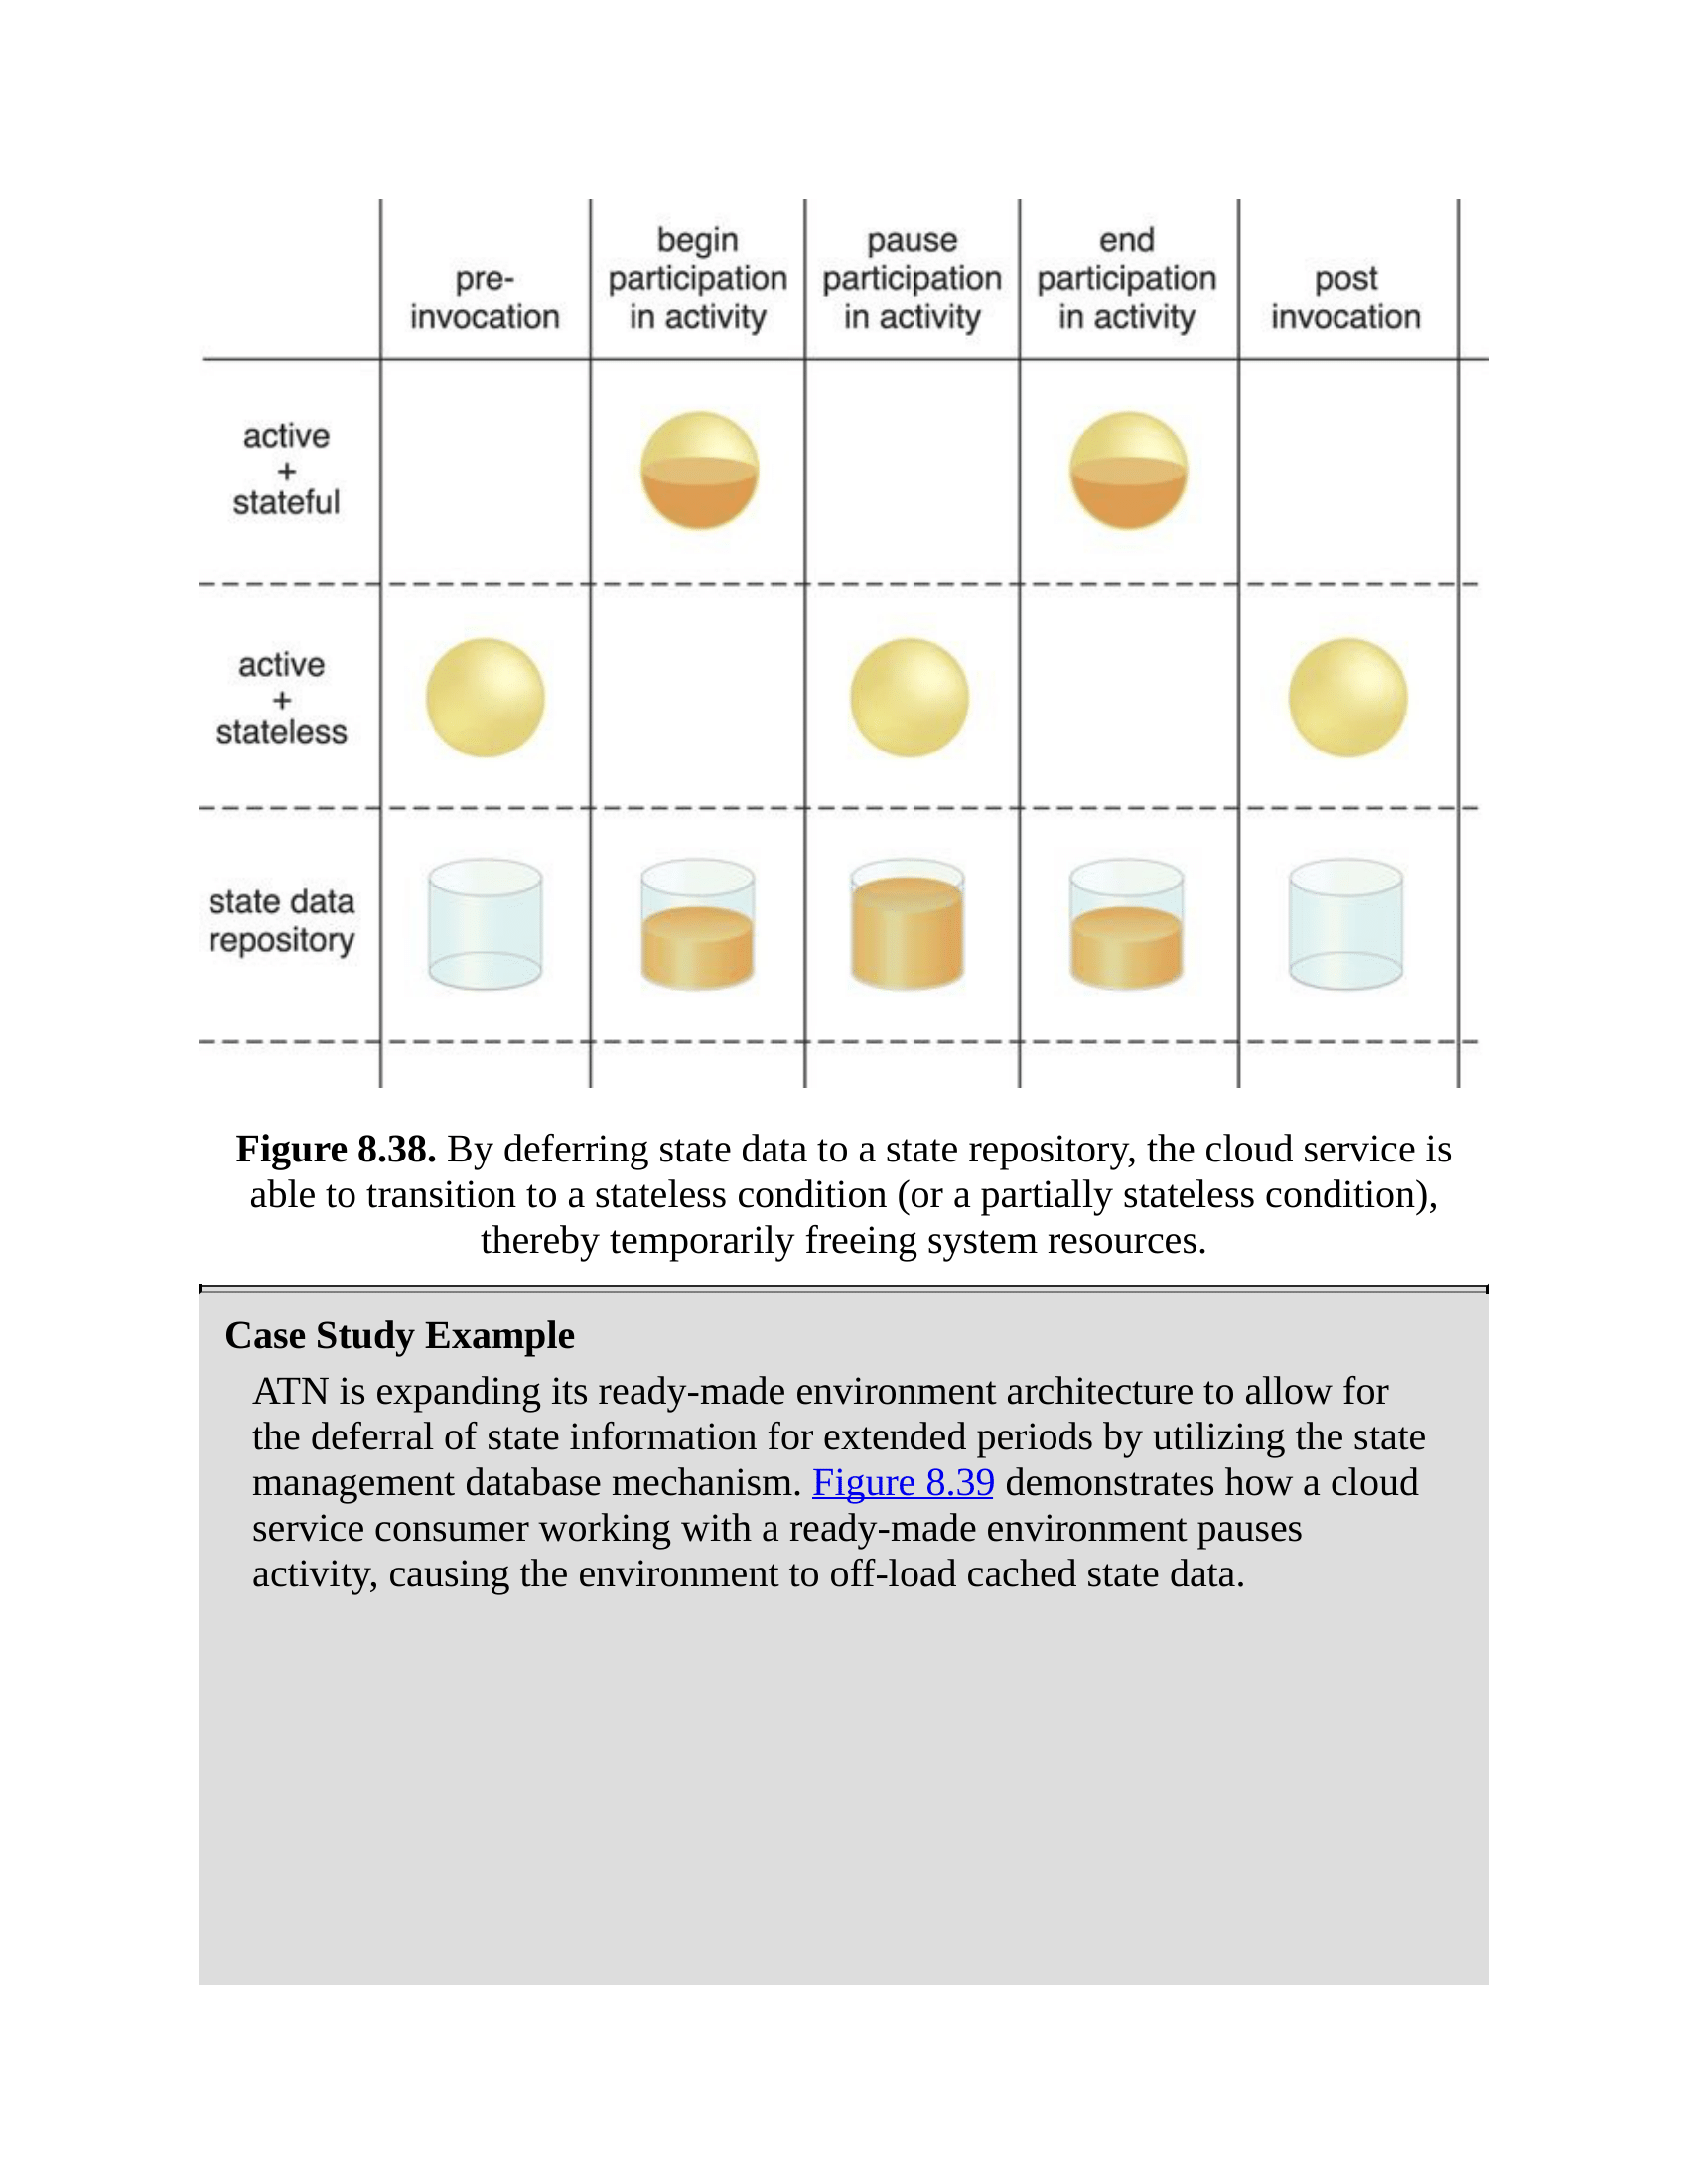 pre-
invocation
begin
participation
in activity
pause
participation
in activity
end
participation
in activity
post
invocation
active
+
stateful
active
+
stateless
state data
repository
Figure 8.38. By deferring state data to a state repository, the cloud service is
able to transition to a stateless condition (or a partially stateless condition),
thereby temporarily freeing system resources.
Case Study Example
ATN is expanding its ready-made environment architecture to allow for
the deferral of state information for extended periods by utilizing the state
management database mechanism. Figure 8.39 demonstrates how a cloud
service consumer working with a ready-made environment pauses
activity, causing the environment to off-load cached state data.